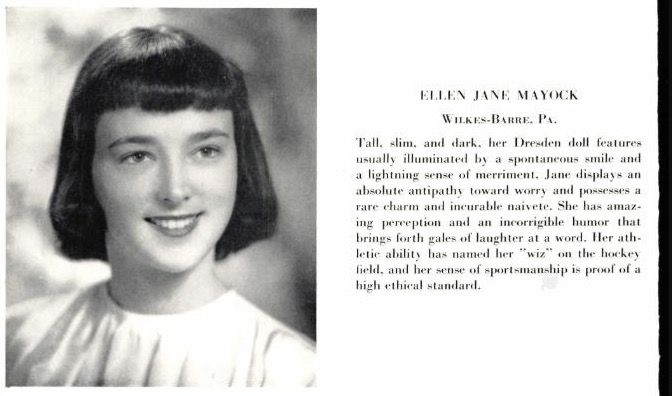 ELLEN JANE MAYOCK
WILKES-BARRE, PA.
Tall, slim, and dark, her Dresden doll features
usually illuminated by a spontaneous smile and
a lightning sense of merriment, Jane displays an
absolute antipathy toward worry and possesses a
rare charm and incurable naivete. She has amaz-
ing perception and an incorrigible humor that
brings forth gales of laughter at a word. Her ath-
letic ability has named her "wiz" on the hockey
field, and her sense of sportsmanship is proof of a
high ethical standard.